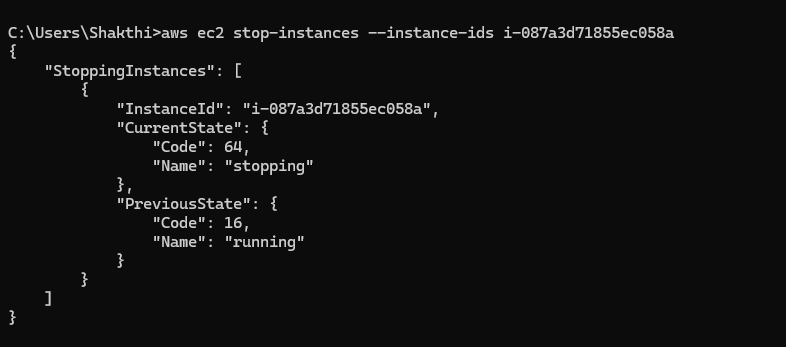 C:\Users\Shakthi>aws ec2 stop-instances --instance-ids i-087a3d71855ec058a
{
    "StoppingInstances": [
        {
            "InstanceId": "i-087a3d71855ec058a",
            "CurrentState": {
                "Code": 64,
                "Name": "stopping"
            },
            "PreviousState": {
                "Code": 16,
                "Name": "running"
            }
        }
    ]
}